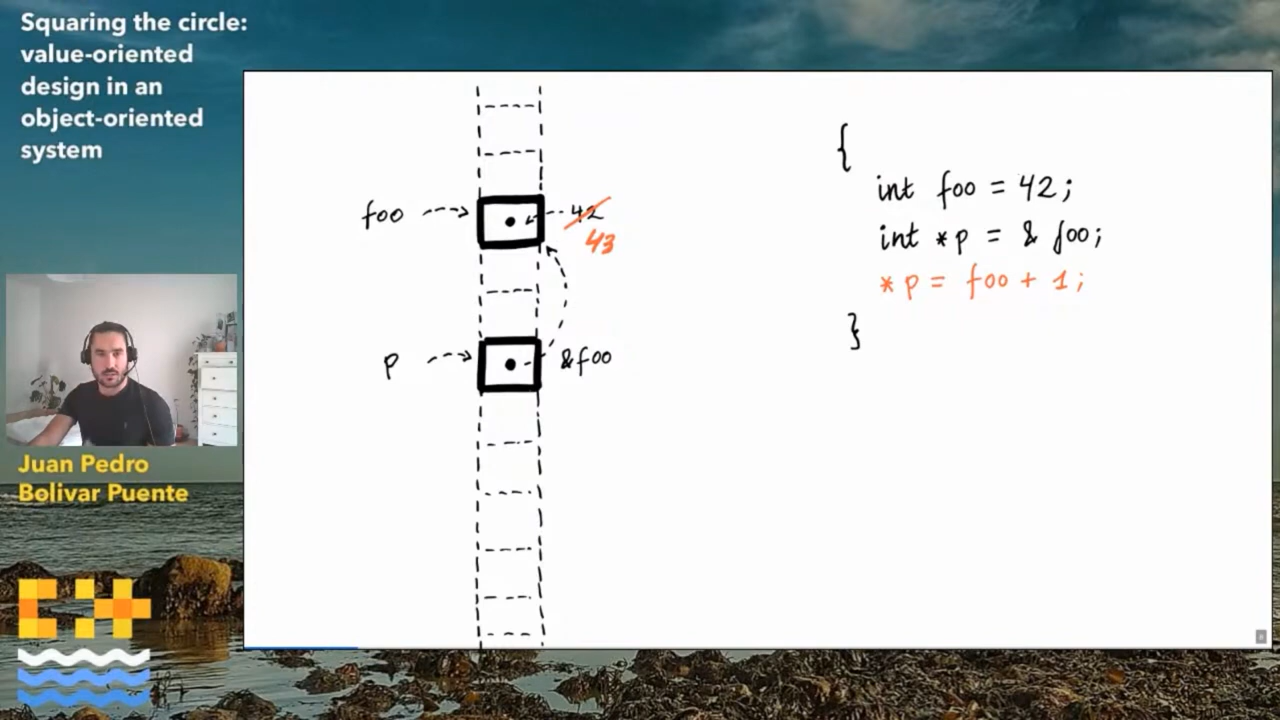 Squaring the circle:
value-oriented
design in an
object-oriented
system
Juan Pedro
Bolivar Puente
C++
foo
42
43
p
&foo
{
int foo = 42;
int *p = & foo;
*p = foo + 1;
}